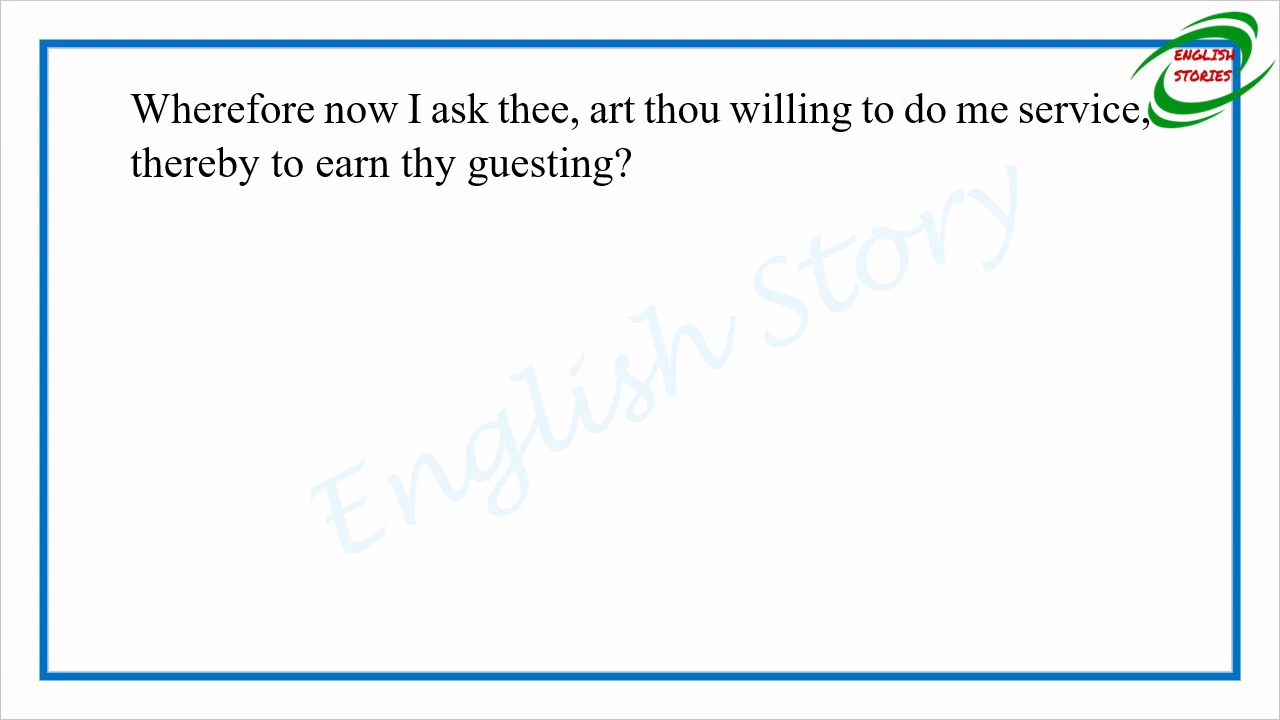 ENGLISH
STORIES
Wherefore now I ask thee, art thou willing to do me service,
thereby to earn thy guesting?
English Story